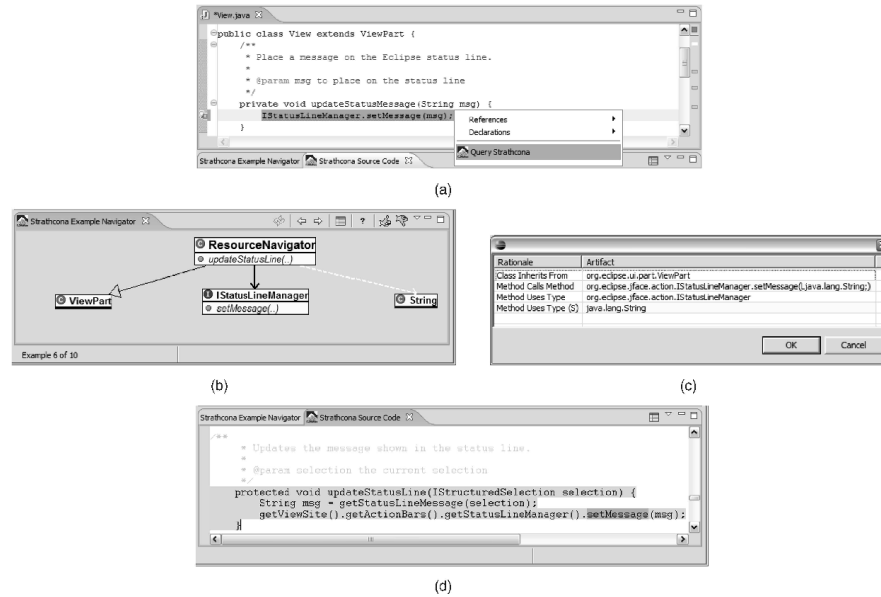 *View.java
public class View extends ViewPart {
/**
* Place a message on the Eclipse status line.
*
* @param msg to place on the status line
*/
private void updateStatusMessage(String msg) {
IStatusLineManager.setMessage(msg);
}
References
Declarations
Query Strathcona
Strathcona Example Navigator Strathcona Source Code
(a)
Strathcona Example Navigator
ResourceNavigator
updateStatusLine(..)
ViewPart
IStatusLineManager
setMessage(..)
String
Example 6 of 10
(b)
Rationale Artifact
Class Inherits From org.eclipse.ui.part.ViewPart
Method Calls Method org.eclipse.jface.action.IStatusLineManager.setMessage(Ljava.lang.String;)
Method Uses Type org.eclipse.jface.action.IStatusLineManager
Method Uses Type (S) java.lang.String
OK Cancel
(c)
Strathcona Example Navigator Strathcona Source Code
/**
* Updates the message shown in the status line.
*
* @param selection the current selection
*/
protected void updateStatusLine(IStructuredSelection selection) {
String msg = getStatusLineMessage(selection);
getViewSite().getActionBars().getStatusLineManager().setMessage(msg);
}
(d)